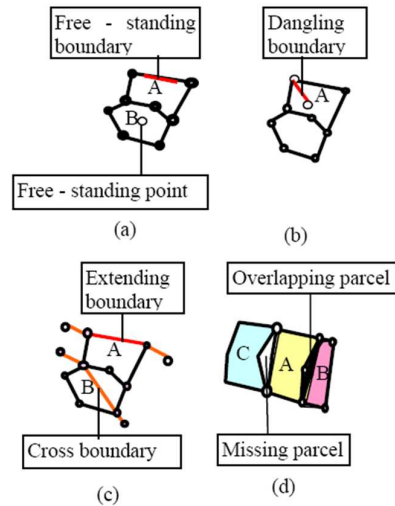 Free - standing
boundary
A
B
Free - standing point
(a)
Dangling
boundary
A
(b)
Extending
boundary
A
B
Cross boundary
(c)
Overlapping parcel
C
A
B
Missing parcel
(d)